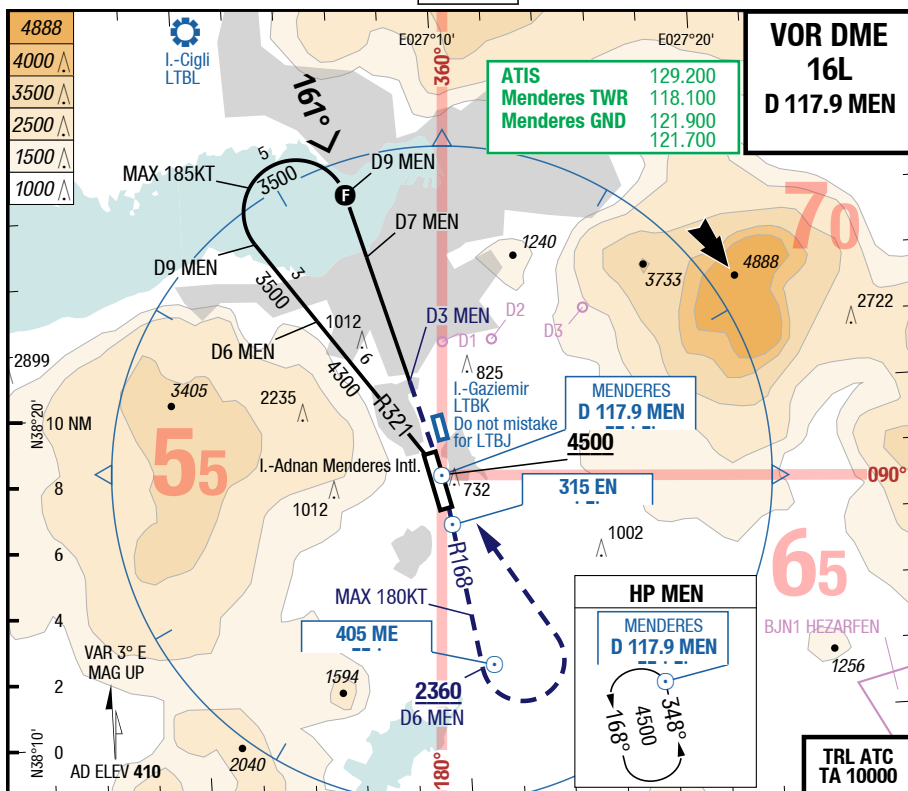 4888
4000
3500
2500
1500
1000
I.-Cigli
LTBL
E027°10'
E027°20'
360°
VOR DME
16L
D 117.9 MEN
ATIS 129.200
Menderes TWR 118.100
Menderes GND 121.900
121.700
161°
5
3500
MAX 185KT
D9 MEN
F
D7 MEN
D9 MEN
3
3500
D6 MEN
1240
3733
4888
70
2722
D3 MEN
D1
D2
D3
1012
6
4300
R321
825
2899
3405
2235
I.-Gaziemir
LTBK
Do not mistake
for LTBJ
MENDERES
D 117.9 MEN
4500
N38°20'
10 NM
55
I.-Adnan Menderes Intl.
090°
8
1012
732
315 EN
1002
6
R168
65
MAX 180KT
HP MEN
MENDERES
D 117.9 MEN
BJN1 HEZARFEN
4
405 ME
VAR 3° E
MAG UP
1256
2
1594
2360
D6 MEN
168°
4500
348°
N38°10'
0
AD ELEV 410
2040
180°
TRL ATC
TA 10000